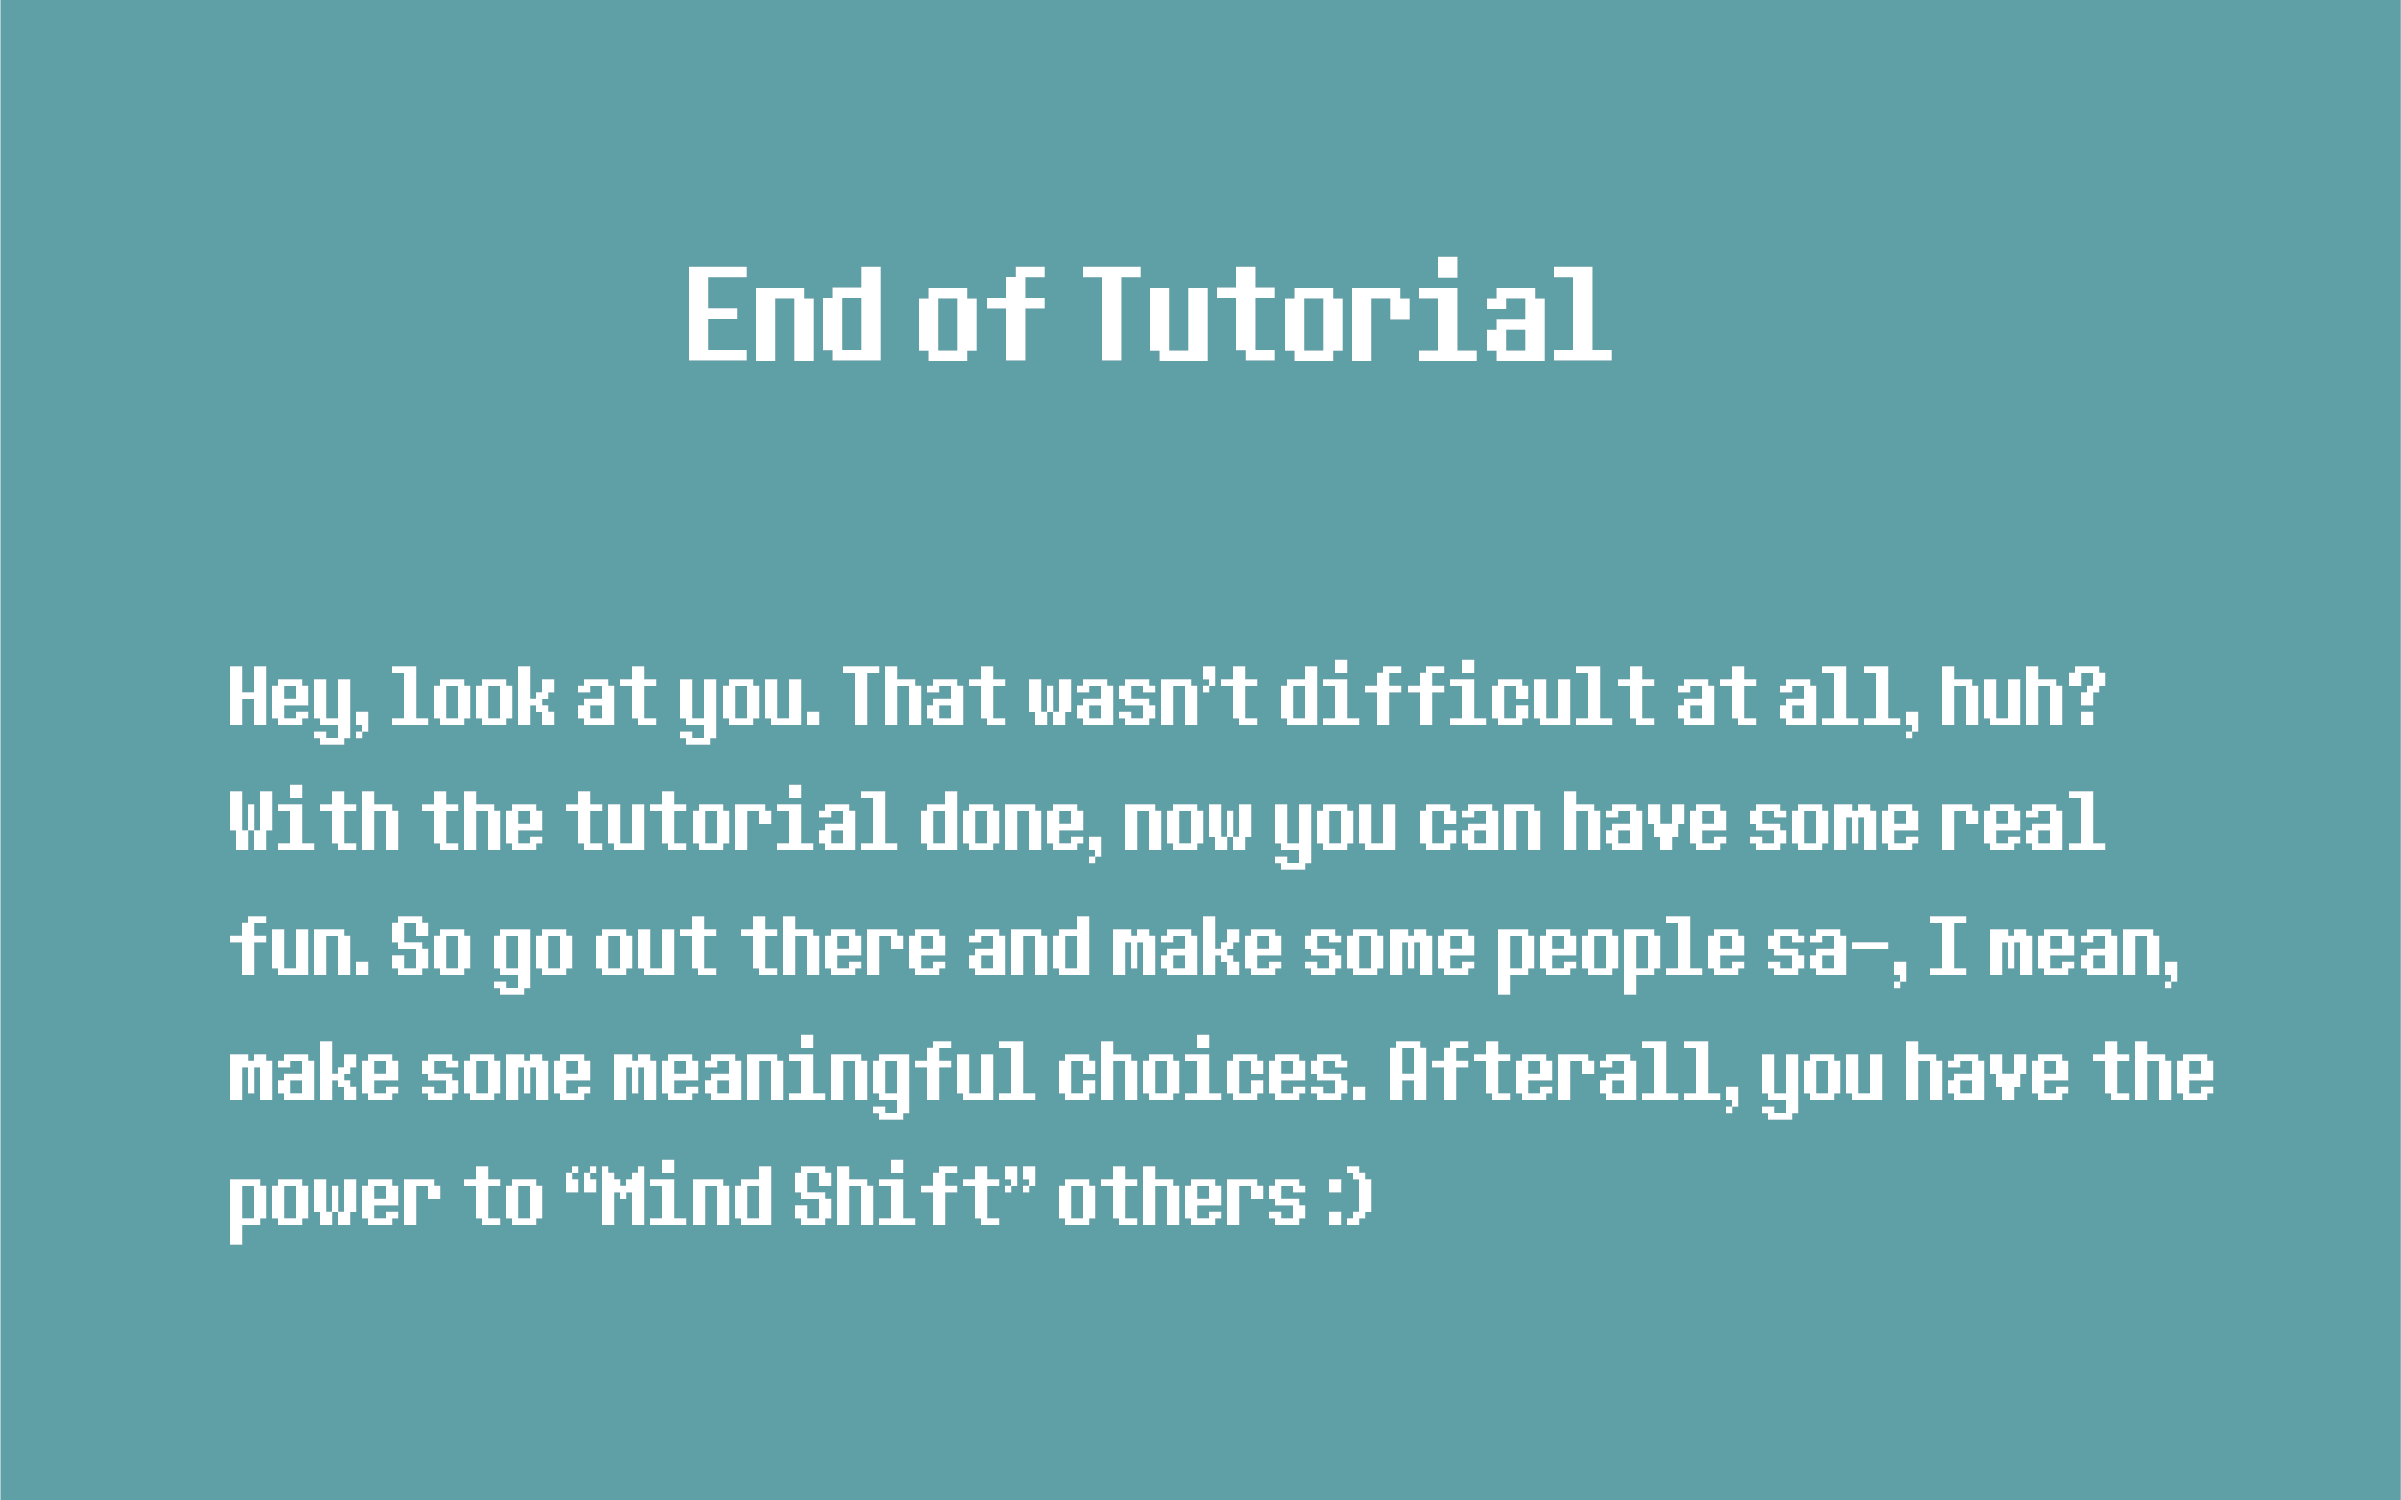 End of Tutorial
Hey, look at you. That wasn’t difficult at all, huh?
With the tutorial done, now you can have some real
fun. So go out there and make some people sa—, I mean,
make some meaningful choices. Afterall, you have the
power to “Mind Shift” others :)